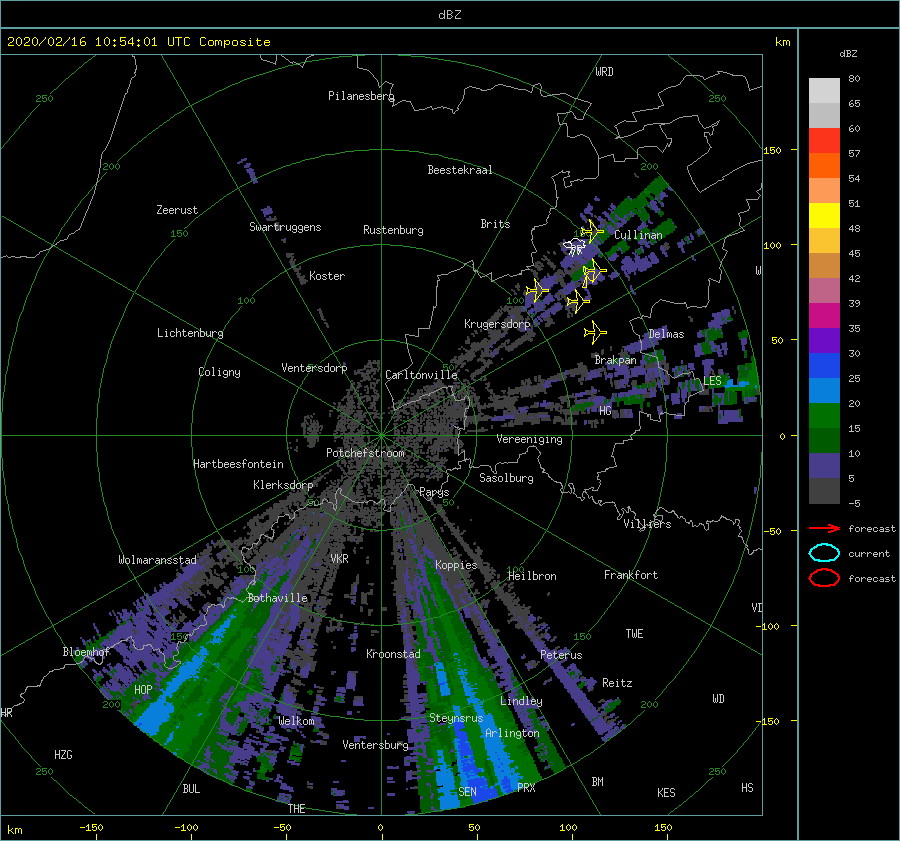 dBZ
2020/02/16 10:54:01 UTC Composite
km
dBZ
WRD
80
250
Pilanesberg
250
65
60
150
57
200
Beestekraal
200
54
Zeerust
51
Swartruggens
Rustenburg
Brits
150
Cullinan
48
100
45
Koster
W
42
100
100
39
Lichtenburg
Krugersdorp
35
Delmas
50
30
Coligny
Ventersdorp
Carltonville
Brakpan
25
LES
20
HG
15
Vereeniging
0
Potchefstroom
10
Hartbeesfontein
Sasolburg
5
Klerksdorp
Parys
50
50
-5
Villiers
forecast
-50
Wolmaransstad
VKR
Koppies
current
100
100
Heilbron
Frankfort
forecast
Bothaville
VD
-100
150
150
TWE
Bloemhof
Kroonstad
Peterus
HOP
Reitz
HR
200
Lindley
200
WD
Welkom
Steynsrus
-150
Arlington
Ventersburg
HZG
250
250
BUL
SEN
PRX
BM
KES
HS
THE
km
-150
-100
-50
0
50
100
150